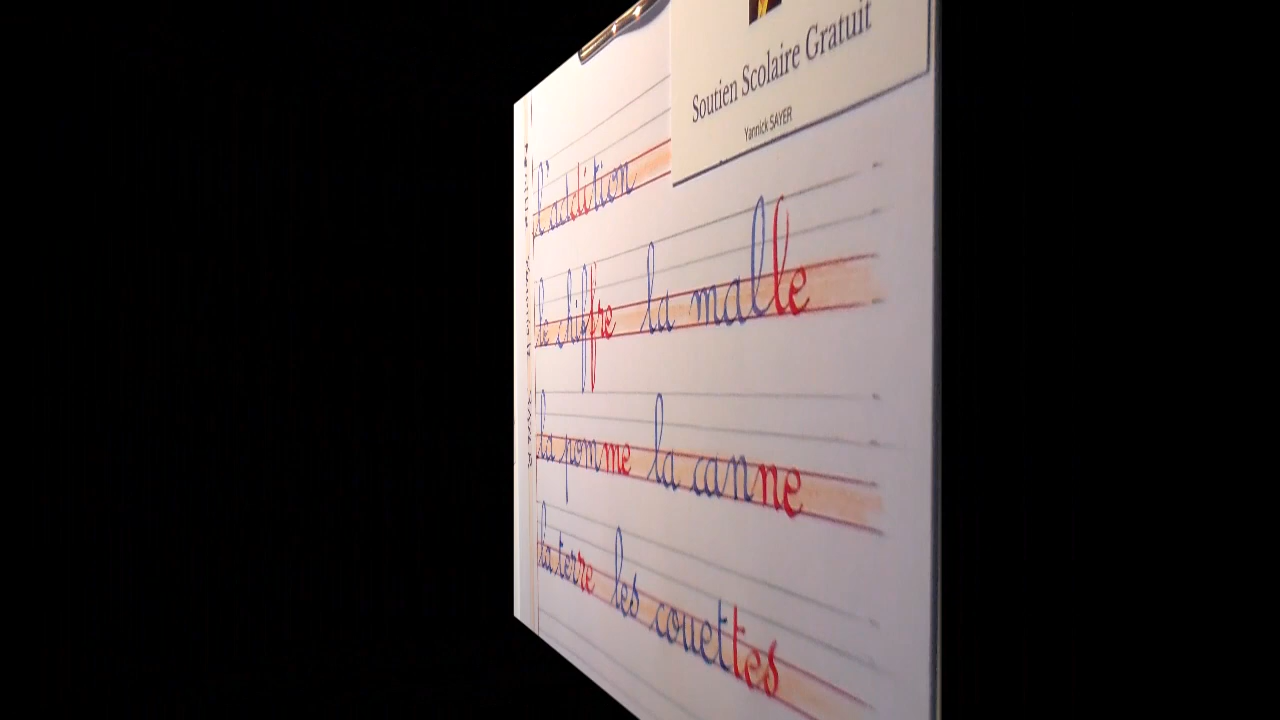 Soutien Scolaire Gratuit
Yannick SAYER
l'addition
le chiffre la malle
la pomme la canne
la terre les couettes